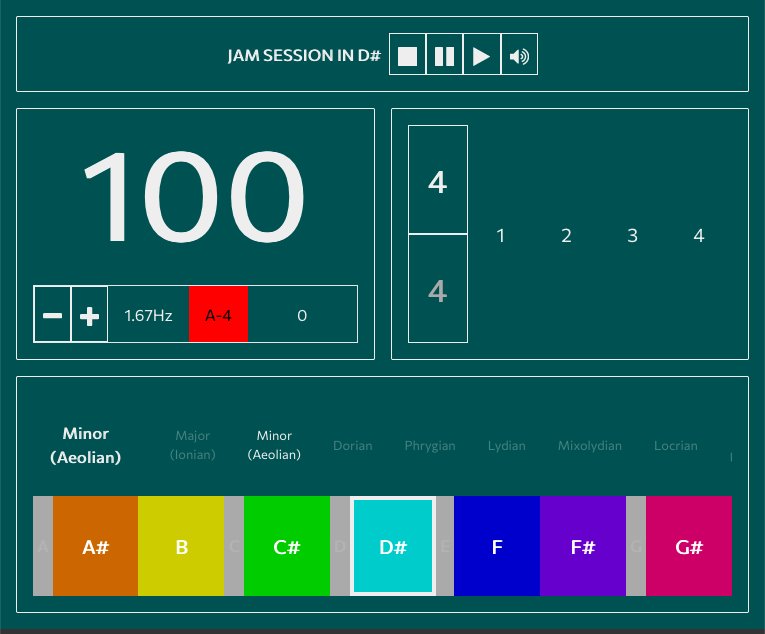 JAM SESSION IN D#
100
1.67Hz A-4 0
4
4
1 2 3 4
Minor
(Aeolian)
Major
(Ionian)
Minor
(Aeolian)
Dorian Phrygian Lydian Mixolydian Locrian
A A# B C C# D D# E F F# G G#